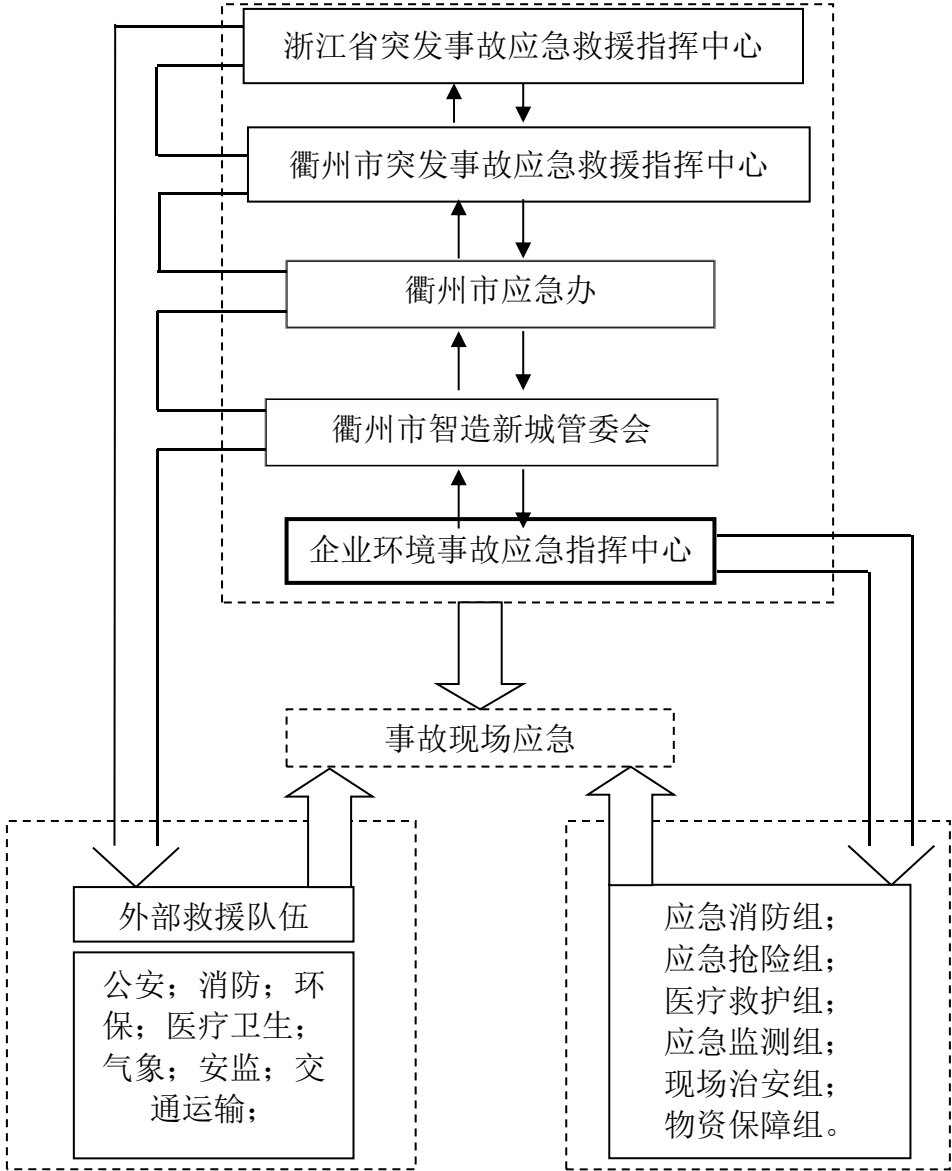 浙江省突发事故应急救援指挥中心
衢州市突发事故应急救援指挥中心
衢州市应急办
衢州市智造新城管委会
企业环境事故应急指挥中心
事故现场应急
外部救援队伍
公安；消防；环
保；医疗卫生；
气象；安监；交
通运输；
应急消防组；
应急抢险组；
医疗救护组；
应急监测组；
现场治安组；
物资保障组。